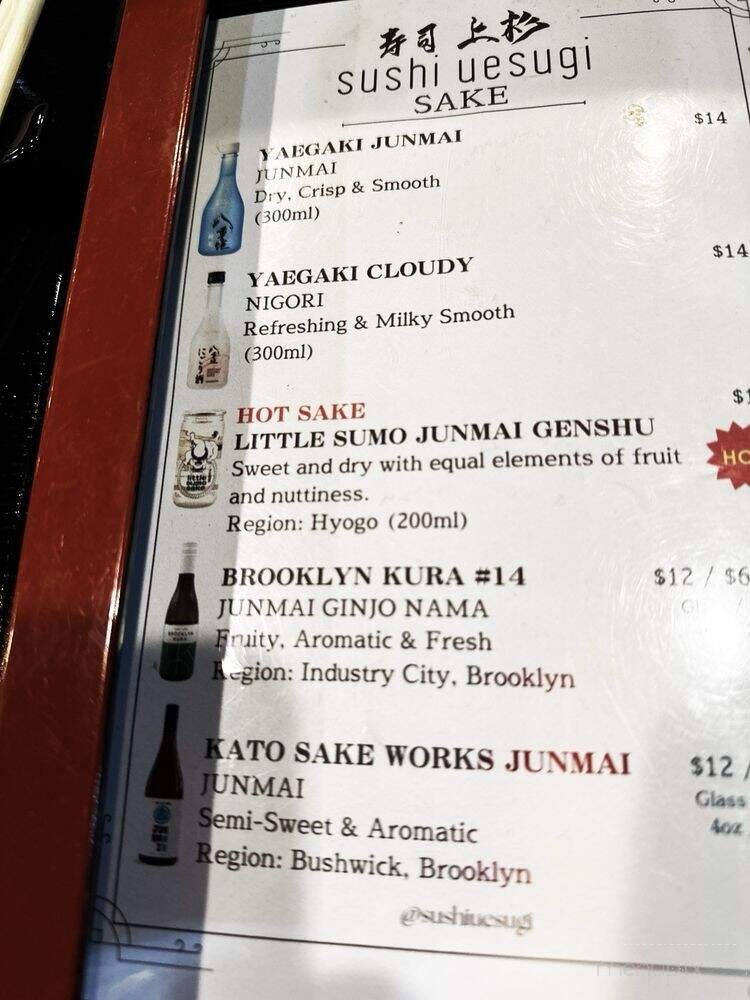 寿司 上杉
sushi uesugi
SAKE
YAEGAKI JUNMAI $14
JUNMAI
Dry, Crisp & Smooth
(300ml)
YAEGAKI CLOUDY $14
NIGORI
Refreshing & Milky Smooth
(300ml)
HOT SAKE
LITTLE SUMO JUNMAI GENSHU
Sweet and dry with equal elements of fruit
and nuttiness.
Region: Hyogo (200ml)
BROOKLYN KURA #14 $12 / $6
JUNMAI GINJO NAMA
Fruity, Aromatic & Fresh
Region: Industry City, Brooklyn
KATO SAKE WORKS JUNMAI $12 /
JUNMAI Glass
Semi-Sweet & Aromatic 4oz
Region: Bushwick, Brooklyn
@sushiuesugi